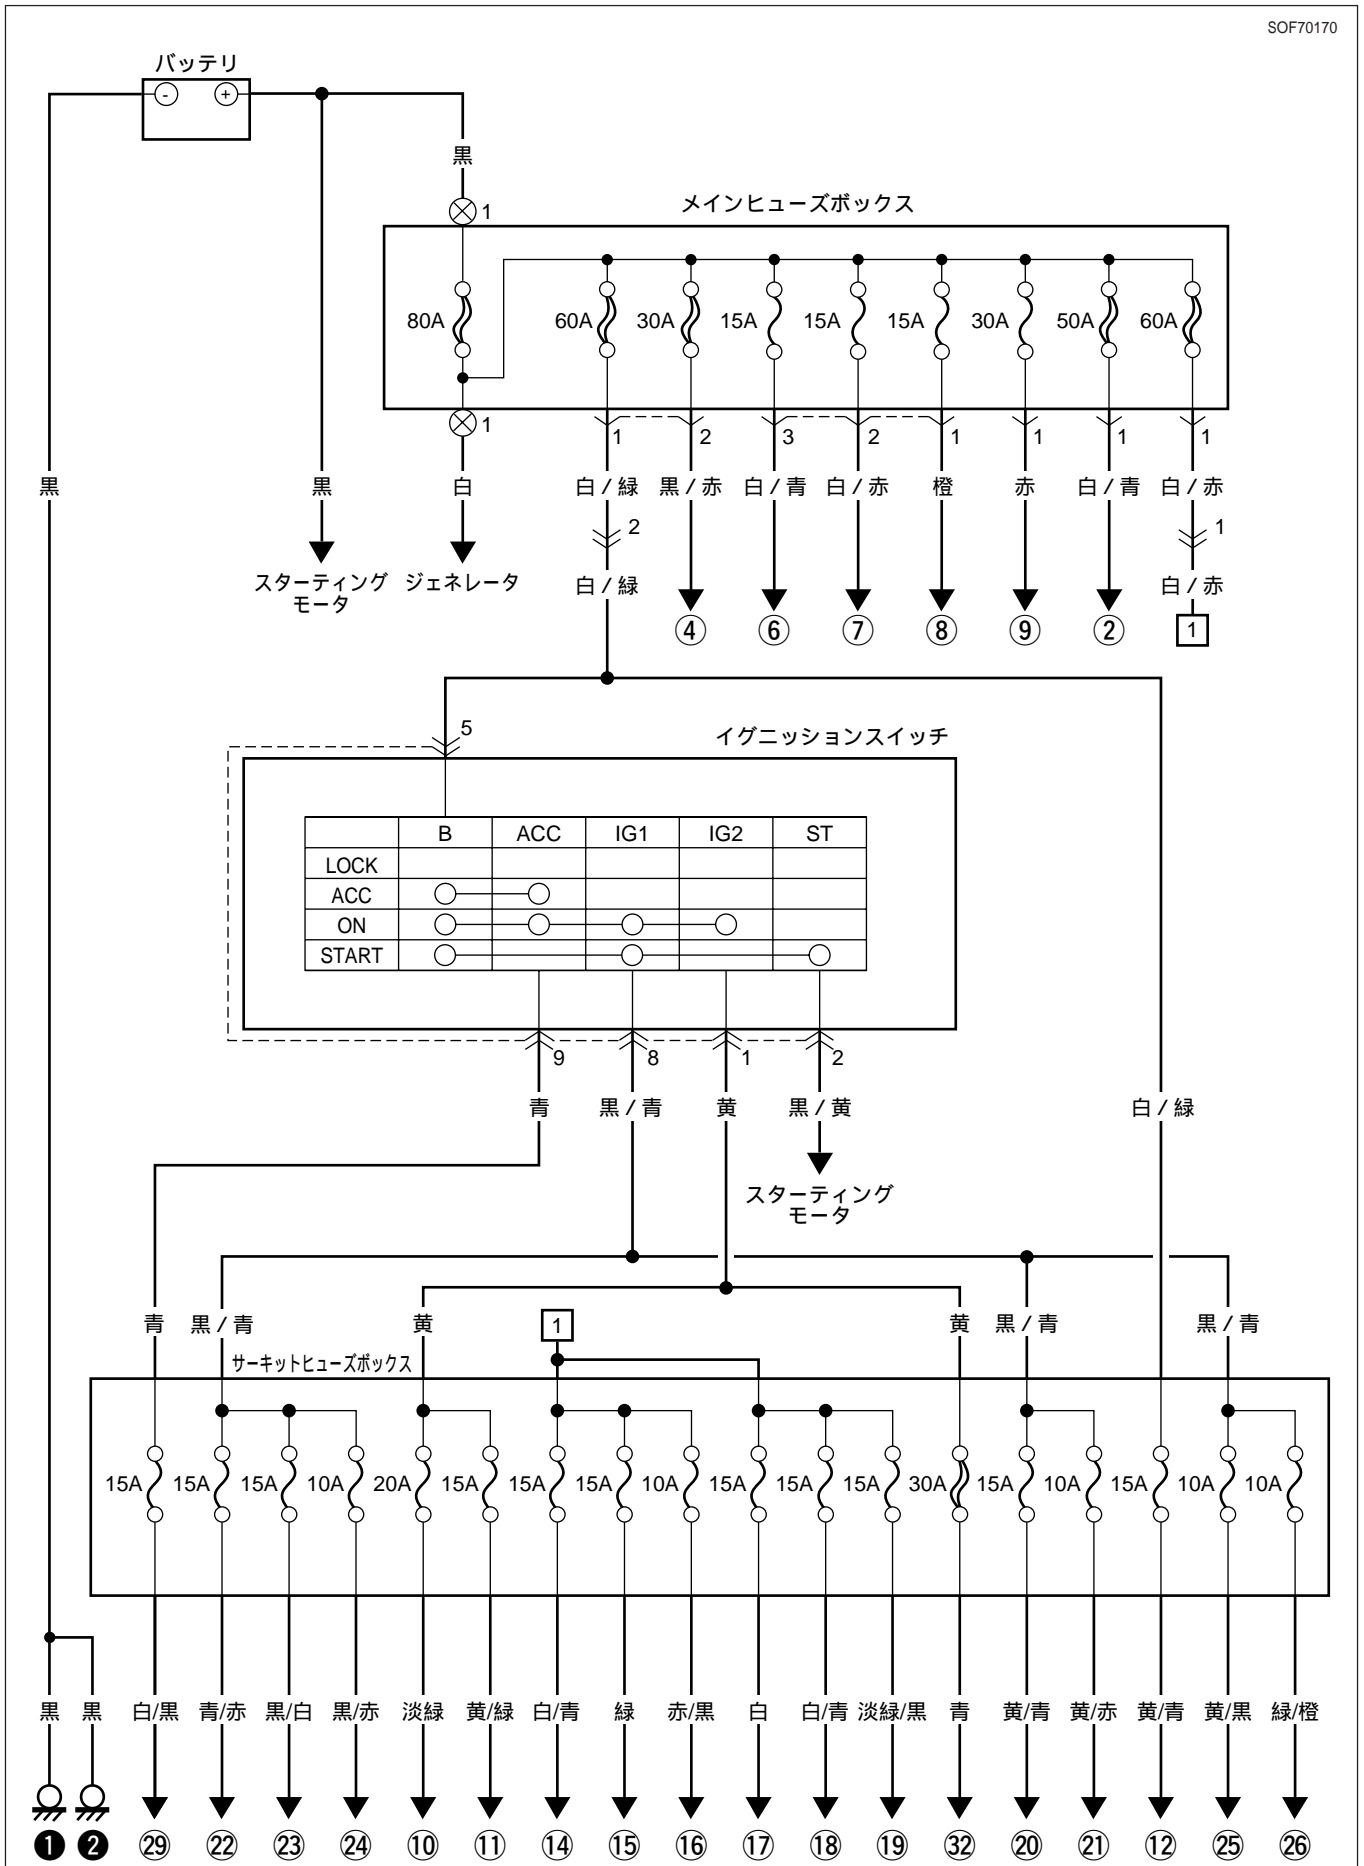 SOF70170
バッテリ
- +
黒
1
メインヒューズボックス
80A 60A 30A 15A 15A 15A 30A 50A 60A
1 1 2 3 2 1 1 1 1
黒 黒 白 白/緑 黒/赤 白/青 白/赤 橙 赤 白/青 白/赤
2 1
スターティング
モータ
ジェネレータ
白/緑 白/赤
④ ⑥ ⑦ ⑧ ⑨ ② 1
5
イグニッションスイッチ
B ACC IG1 IG2 ST
LOCK
ACC
ON
START
9 8 1 2
青 黒/青 黄 黒/黄 白/緑
スターティング
モータ
青 黒/青 黄 1 黄 黒/青 黒/青
サーキットヒューズボックス
15A 15A 15A 10A 20A 15A 15A 15A 10A 15A 15A 15A 30A 15A 10A 15A 10A 10A
黒 黒 白/黒 青/赤 黒/白 黒/赤 淡緑 黄/緑 白/青 緑 赤/黒 白 白/青 淡緑/黒 青 黄/青 黄/赤 黄/青 黄/黒 緑/橙
❶ ❷ ㉙ ㉒ ㉓ ㉔ ⑩ ⑪ ⑭ ⑮ ⑯ ⑰ ⑱ ⑲ ㉜ ⑳ ㉑ ⑫ ㉕ ㉖